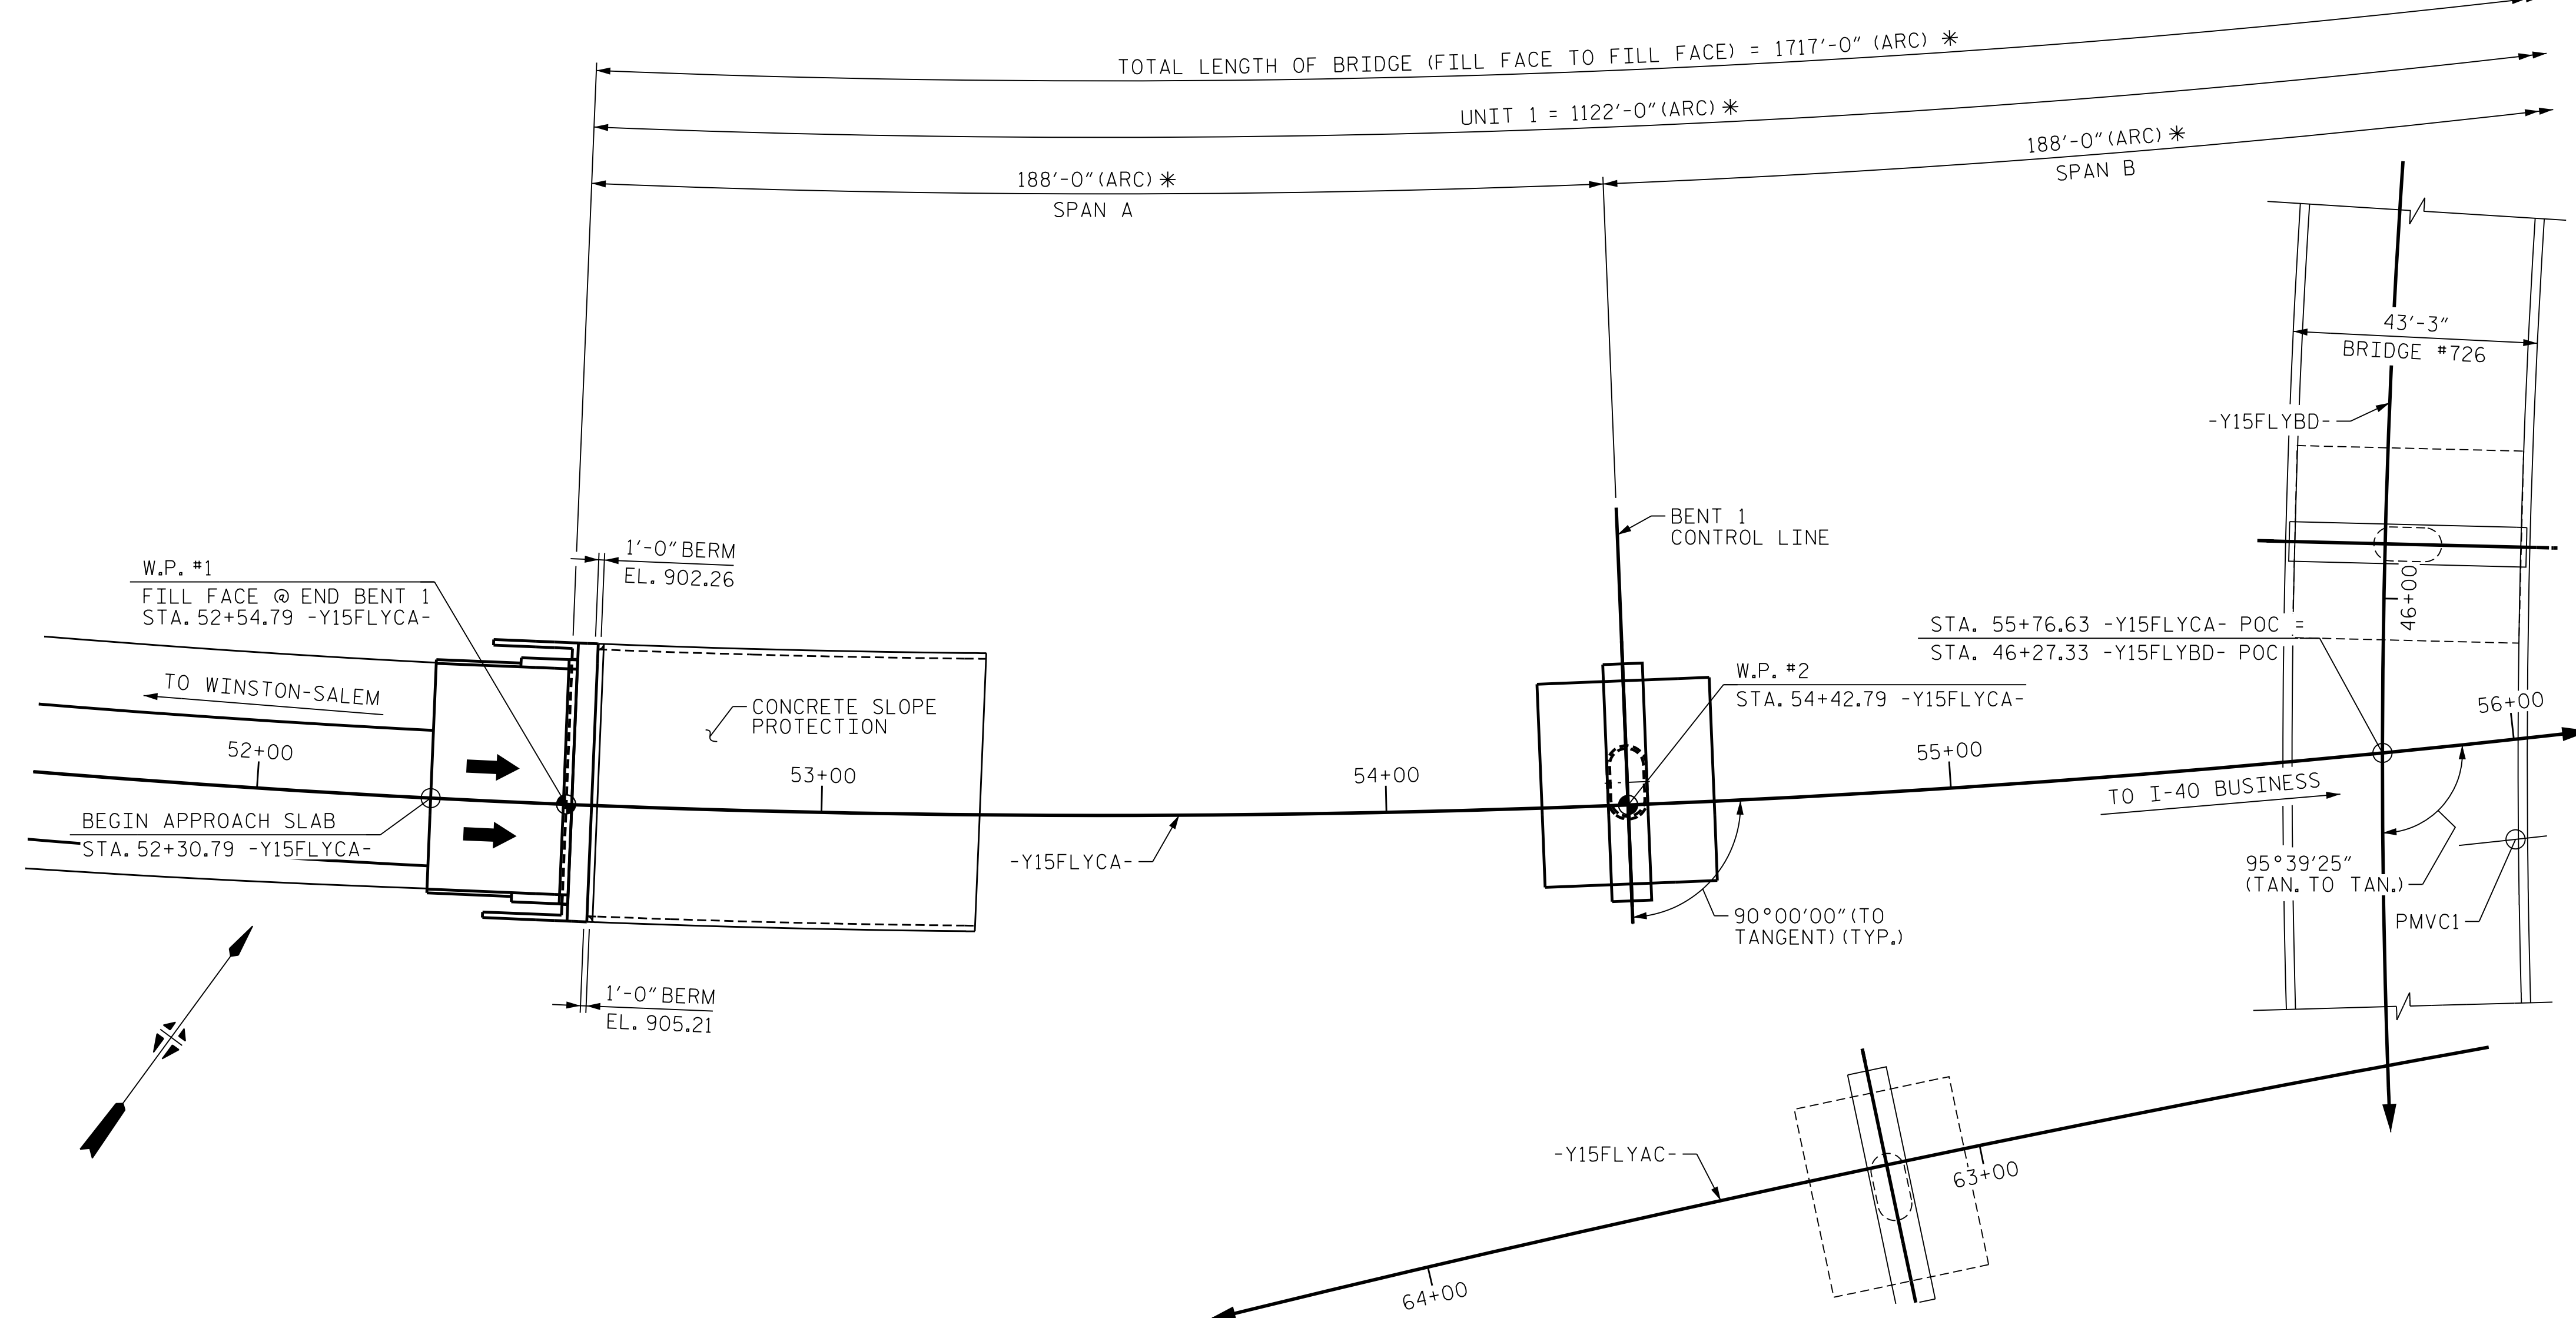 TOTAL LENGTH OF BRIDGE (FILL FACE TO FILL FACE) = 1717'-0" (ARC) *
UNIT 1 = 1122'-0"(ARC) *
188'-0"(ARC) *
SPAN B
188'-0"(ARC) *
SPAN A
43'-3"
BRIDGE #726
-Y15FLYBD-
BENT 1
CONTROL LINE
1'-0" BERM
EL. 902.26
W.P. #1
FILL FACE @ END BENT 1
STA. 52+54.79 -Y15FLYCA-
46+00
STA. 55+76.63 -Y15FLYCA- POC =
STA. 46+27.33 -Y15FLYBD- POC
W.P. #2
STA. 54+42.79 -Y15FLYCA-
TO WINSTON-SALEM
CONCRETE SLOPE
PROTECTION
52+00
53+00
54+00
55+00
56+00
TO I-40 BUSINESS
BEGIN APPROACH SLAB
STA. 52+30.79 -Y15FLYCA-
-Y15FLYCA-
95°39'25"
(TAN. TO TAN.)
PMVC1
90°00'00" (TO
TANGENT) (TYP.)
1'-0" BERM
EL. 905.21
-Y15FLYAC-
63+00
64+00